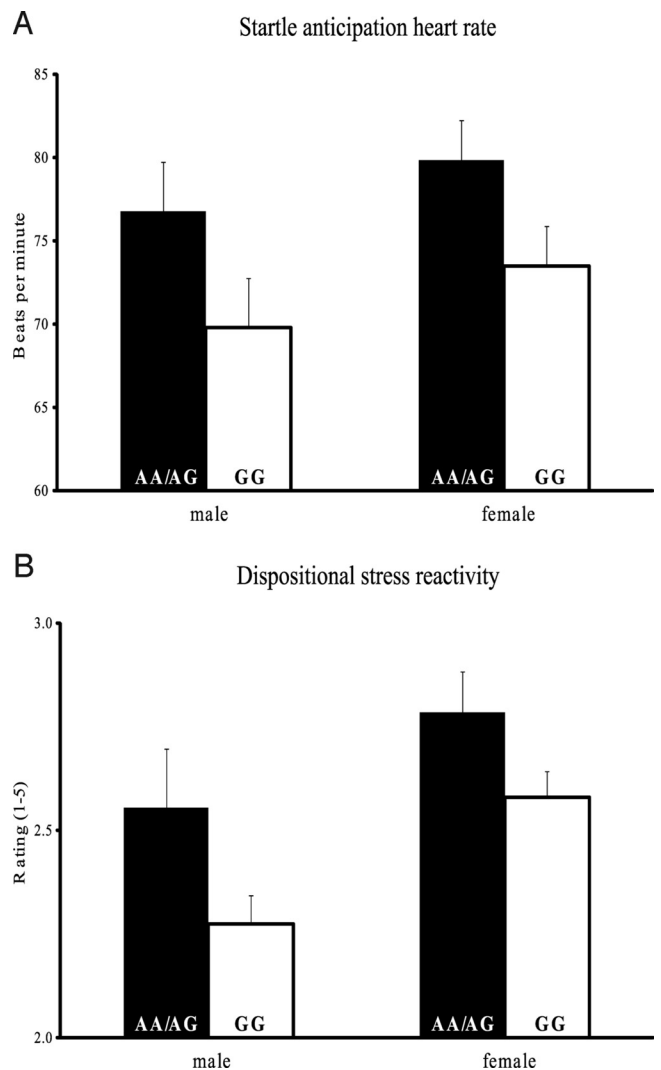 A
Startle anticipation heart rate
85
80
75
70
65
60
Beats per minute
AA/AG
GG
AA/AG
GG
male
female
B
Dispositional stress reactivity
3.0
2.5
2.0
Rating (1-5)
AA/AG
GG
AA/AG
GG
male
female